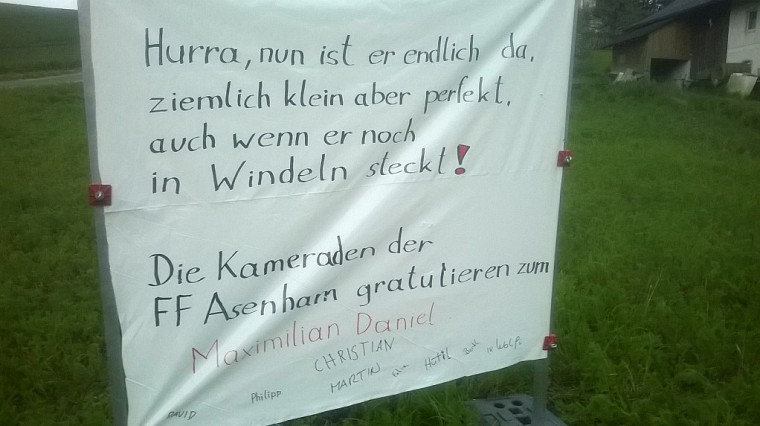 Hurra, nun ist er endlich da,
ziemlich klein aber perfekt,
auch wenn er noch
in Windeln steckt!
Die Kameraden der
FF Asenham gratulieren zum
Maximilian Daniel
CHRISTIAN
DAVID Philipp MARTIN